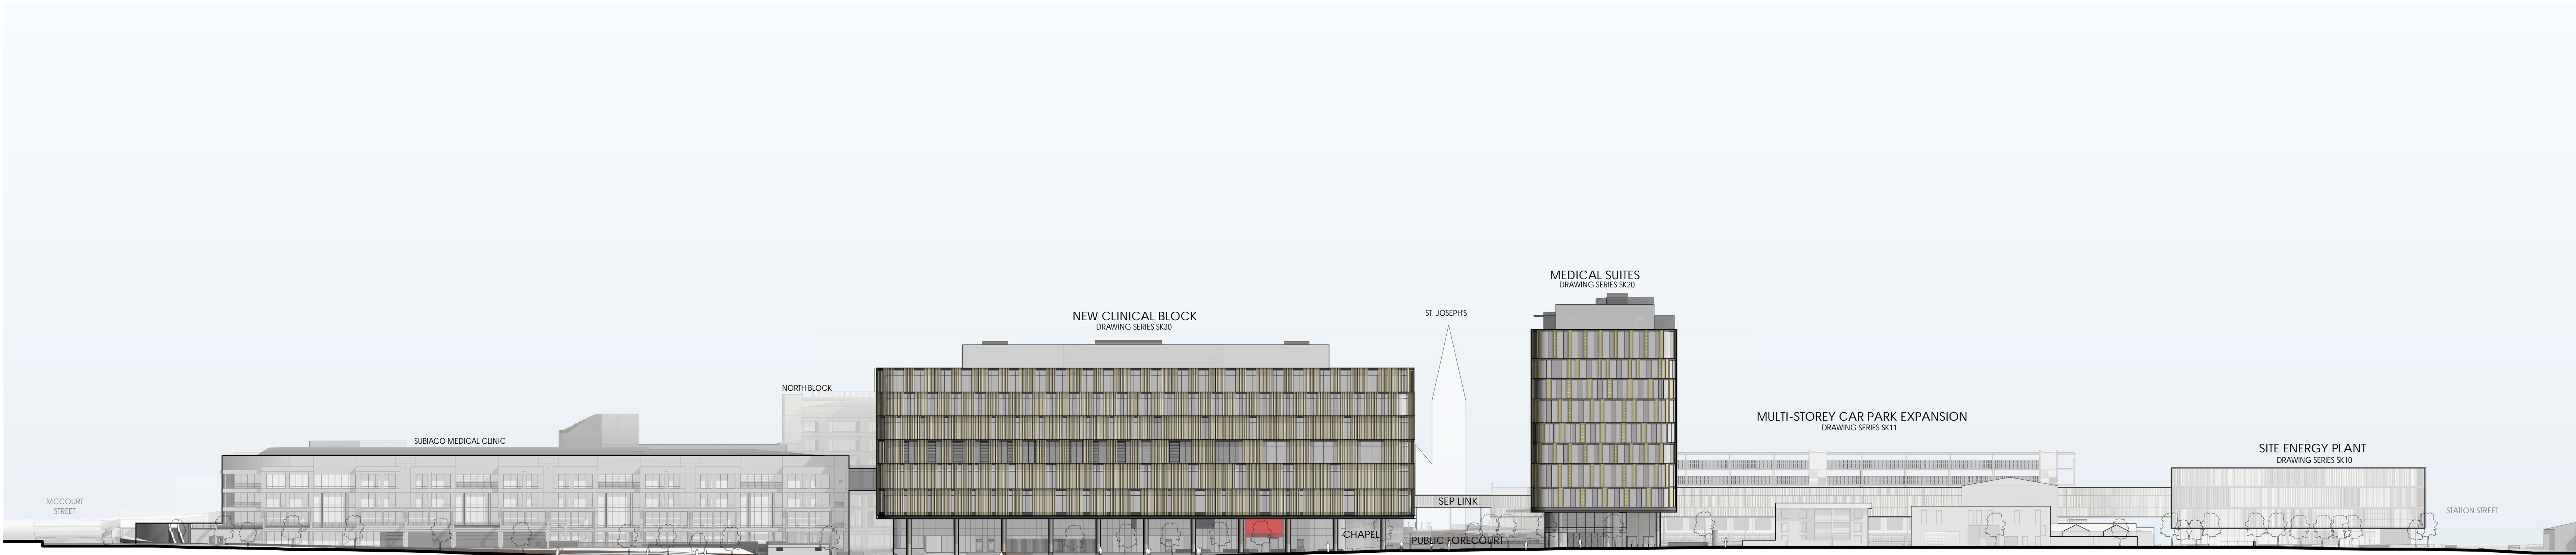 MEDICAL SUITES
DRAWING SERIES SK20
NEW CLINICAL BLOCK
DRAWING SERIES SK30
ST. JOSEPH'S
NORTH BLOCK
MULTI-STOREY CAR PARK EXPANSION
DRAWING SERIES SK11
SUBIACO MEDICAL CLINIC
SITE ENERGY PLANT
DRAWING SERIES SK10
MCCOURT
STREET
SEP LINK
STATION STREET
CHAPEL
PUBLIC FORECOURT